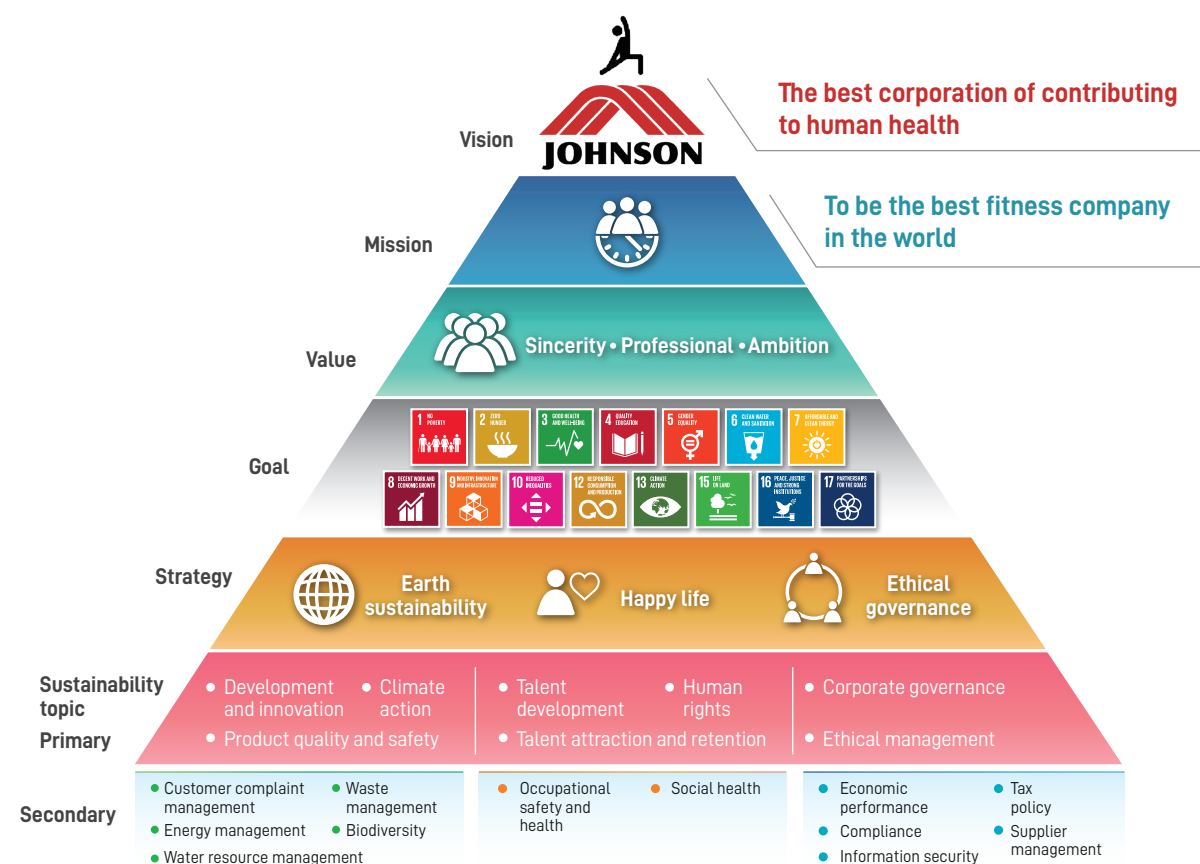 The best corporation of contributing
to human health
Vision
JOHNSON
To be the best fitness company
in the world
Mission
Value
Sincerity • Professional • Ambition
Goal
1 NO
POVERTY
2 ZERO
HUNGER
3 GOOD HEALTH
AND WELL-BEING
4 QUALITY
EDUCATION
5 GENDER
EQUALITY
6 CLEAN WATER
AND SANITATION
7 AFFORDABLE AND
CLEAN ENERGY
8 DECENT WORK AND
ECONOMIC GROWTH
9 INDUSTRY, INNOVATION
AND INFRASTRUCTURE
10 REDUCED
INEQUALITIES
12 RESPONSIBLE
CONSUMPTION
AND PRODUCTION
13 CLIMATE
ACTION
15 LIFE
ON LAND
16 PEACE, JUSTICE
AND STRONG
INSTITUTIONS
17 PARTNERSHIPS
FOR THE GOALS
Strategy
Earth
sustainability
Happy life
Ethical
governance
Sustainability
topic
Primary
• Development
and innovation
• Climate
action
• Product quality and safety
• Talent
development
• Human
rights
• Talent attraction and retention
• Corporate governance
• Ethical management
Secondary
• Customer complaint
management
• Waste
management
• Energy management
• Biodiversity
• Water resource management
• Occupational
safety and
health
• Social health
• Economic
performance
• Tax
policy
• Compliance
• Supplier
management
• Information security